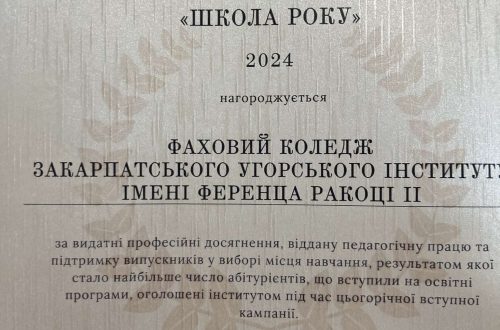 «ШКОЛА РОКУ»
2024
нагороджується
ФАХОВИЙ КОЛЕДЖ
ЗАКАРПАТСЬКОГО УГОРСЬКОГО ІНСТИТУТУ
ІМЕНІ ФЕРЕНЦА РАКОЦІ ІІ
за видатні професійні досягнення, віддану педагогічну працю та
підтримку випускників у виборі місця навчання, результатом якої
стало найбільше число абітурієнтів, що вступили на освітні
програми, оголошені інститутом під час цьогорічної вступної
кампанії.